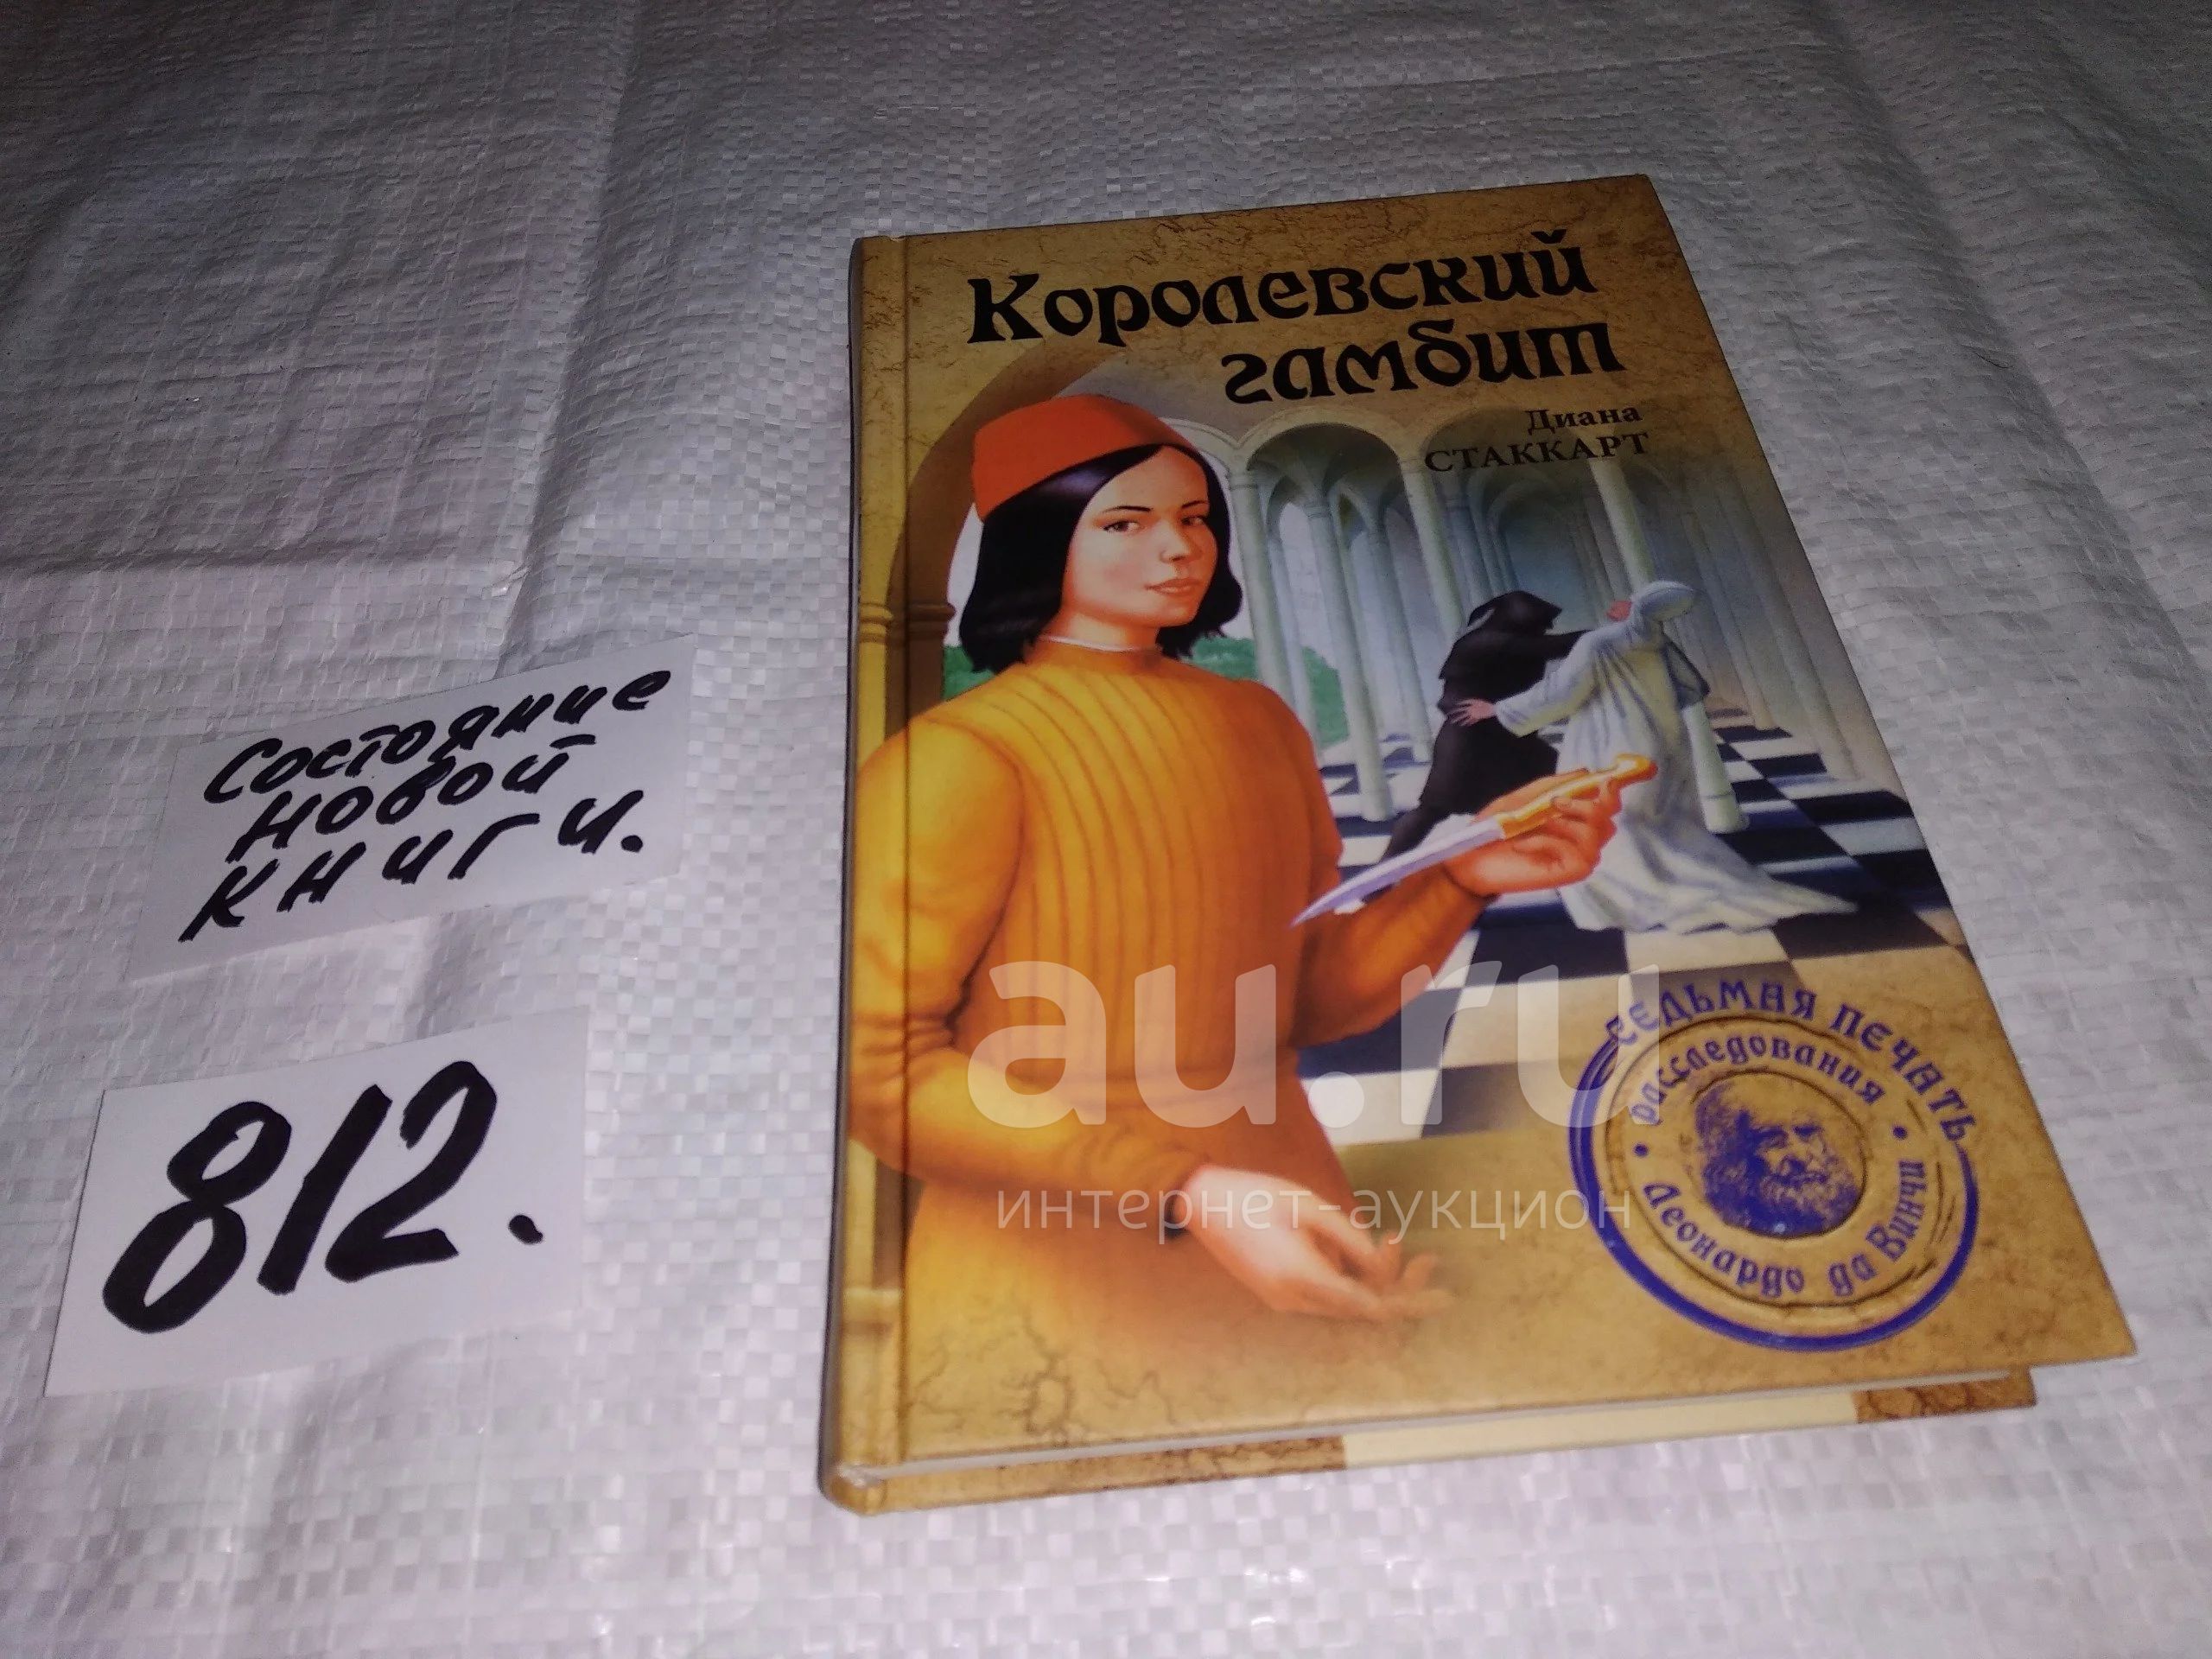 Королевский
гамбит
Диана
СТАККАРТ
Состояние
новой
книги.
812.
au.ru
интернет-аукцион
СЕДЬМАЯ ПЕЧАТЬ
• расследования •
Леонардо да Винчи